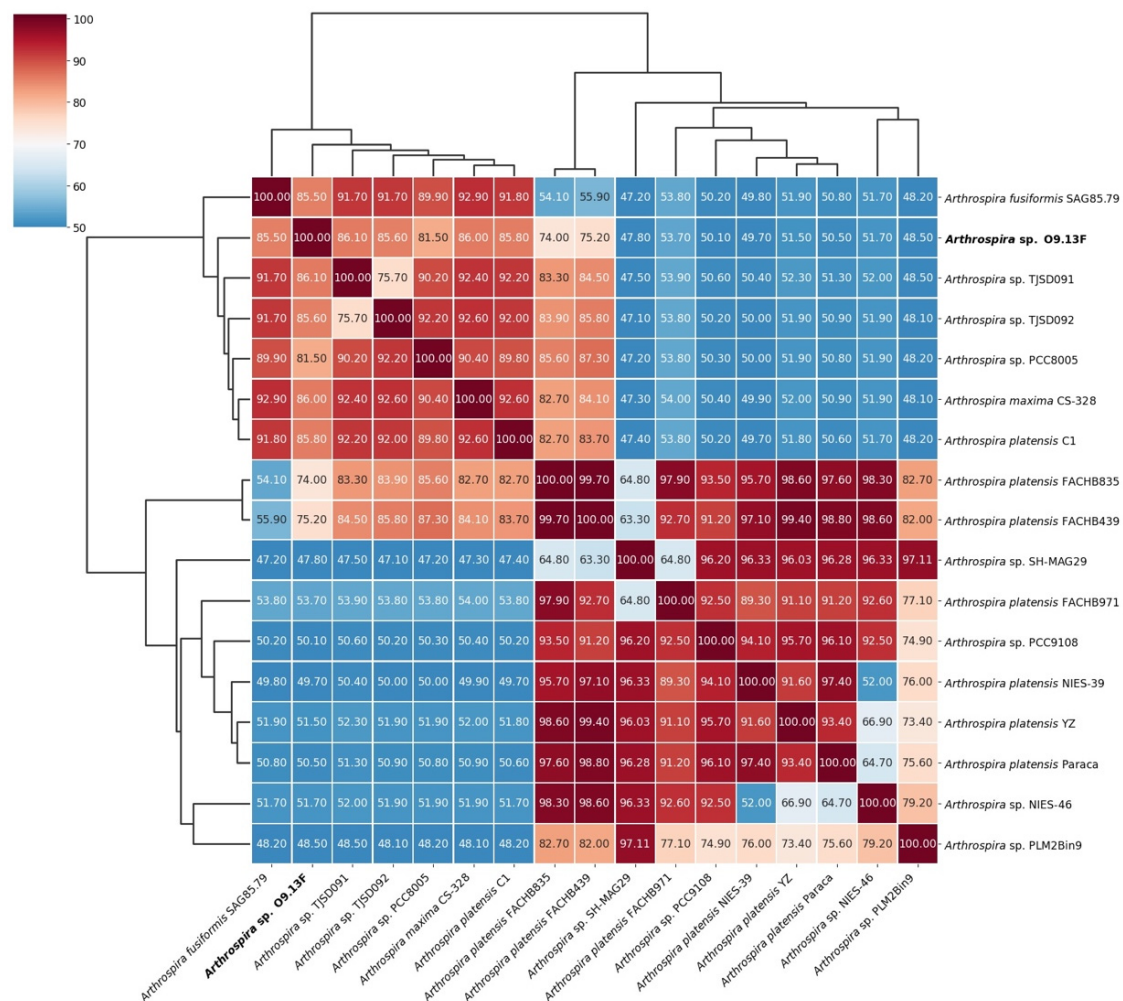 100
90
80
70
60
50
100.00 85.50 91.70 91.70 89.90 92.90 91.80 54.10 55.90 47.20 53.80 50.20 49.80 51.90 50.80 51.70 48.20 Arthrospira fusiformis SAG85.79
85.50 100.00 86.10 85.60 81.50 86.00 85.80 74.00 75.20 47.80 53.70 50.10 49.70 51.50 50.50 51.70 48.50 Arthrospira sp. O9.13F
91.70 86.10 100.00 75.70 90.20 92.40 92.20 83.30 84.50 47.50 53.90 50.60 50.40 52.30 51.30 52.00 48.50 Arthrospira sp. TJSD091
91.70 85.60 75.70 100.00 92.20 92.60 92.00 83.90 85.80 47.10 53.80 50.20 50.00 51.90 50.90 51.90 48.10 Arthrospira sp. TJSD092
89.90 81.50 90.20 92.20 100.00 90.40 89.80 85.60 87.30 47.20 53.80 50.30 50.00 51.90 50.80 51.90 48.20 Arthrospira sp. PCC8005
92.90 86.00 92.40 92.60 90.40 100.00 92.60 82.70 84.10 47.30 54.00 50.40 49.90 52.00 50.90 51.90 48.10 Arthrospira maxima CS-328
91.80 85.80 92.20 92.00 89.80 92.60 100.00 82.70 83.70 47.40 53.80 50.20 49.70 51.80 50.60 51.70 48.20 Arthrospira platensis C1
54.10 74.00 83.30 83.90 85.60 82.70 82.70 100.00 99.70 64.80 97.90 93.50 95.70 98.60 97.60 98.30 82.70 Arthrospira platensis FACHB835
55.90 75.20 84.50 85.80 87.30 84.10 83.70 99.70 100.00 63.30 92.70 91.20 97.10 99.40 98.80 98.60 82.00 Arthrospira platensis FACHB439
47.20 47.80 47.50 47.10 47.20 47.30 47.40 64.80 63.30 100.00 64.80 96.20 96.33 96.03 96.28 96.33 97.11 Arthrospira sp. SH-MAG29
53.80 53.70 53.90 53.80 53.80 54.00 53.80 97.90 92.70 64.80 100.00 92.50 89.30 91.10 91.20 92.60 77.10 Arthrospira platensis FACHB971
50.20 50.10 50.60 50.20 50.30 50.40 50.20 93.50 91.20 96.20 92.50 100.00 94.10 95.70 96.10 92.50 74.90 Arthrospira sp. PCC9108
49.80 49.70 50.40 50.00 50.00 49.90 49.70 95.70 97.10 96.33 89.30 94.10 100.00 91.60 97.40 52.00 76.00 Arthrospira platensis NIES-39
51.90 51.50 52.30 51.90 51.90 52.00 51.80 98.60 99.40 96.03 91.10 95.70 91.60 100.00 93.40 66.90 73.40 Arthrospira platensis YZ
50.80 50.50 51.30 50.90 50.80 50.90 50.60 97.60 98.80 96.28 91.20 96.10 97.40 93.40 100.00 64.70 75.60 Arthrospira platensis Paraca
51.70 51.70 52.00 51.90 51.90 51.90 51.70 98.30 98.60 96.33 92.60 92.50 52.00 66.90 64.70 100.00 79.20 Arthrospira sp. NIES-46
48.20 48.50 48.50 48.10 48.20 48.10 48.20 82.70 82.00 97.11 77.10 74.90 76.00 73.40 75.60 79.20 100.00 Arthrospira sp. PLM2Bin9
Arthrospira fusiformis SAG85.79
Arthrospira sp. O9.13F
Arthrospira sp. TJSD091
Arthrospira sp. TJSD092
Arthrospira sp. PCC8005
Arthrospira maxima CS-328
Arthrospira platensis C1
Arthrospira platensis FACHB835
Arthrospira platensis FACHB439
Arthrospira sp. SH-MAG29
Arthrospira platensis FACHB971
Arthrospira sp. PCC9108
Arthrospira platensis NIES-39
Arthrospira platensis YZ
Arthrospira platensis Paraca
Arthrospira sp. NIES-46
Arthrospira sp. PLM2Bin9